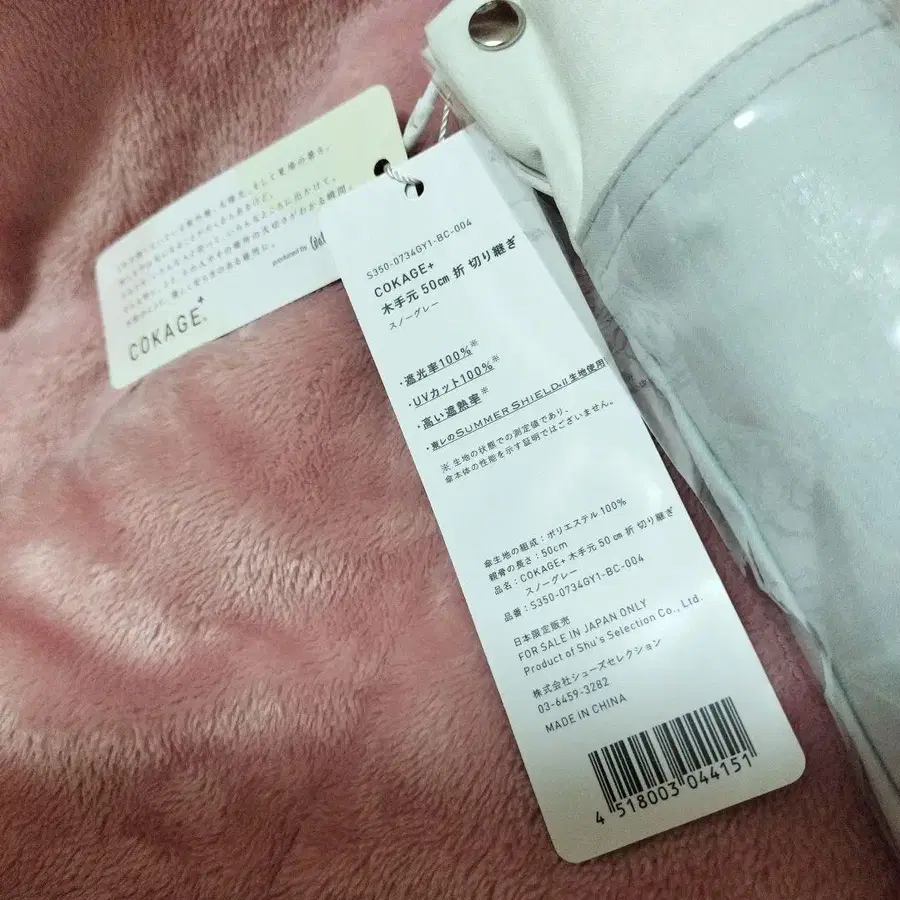 COKAGE+
produced by
S350-0734GY1-BC-004
COKAGE+
木手元 50cm 折 切り継ぎ
スノーグレー
・遮光率100%※
・UVカット100%※
・高い遮熱率※
・東レのSUMMER SHIELD®II 生地使用
※ 生地の状態での測定値であり、
傘本体の性能を示す証明ではございません。
傘生地の組成：ポリエステル 100%
親骨の長さ：50cm
品名：COKAGE+ 木手元 50 cm 折 切り継ぎ
スノーグレー
品番：S350-0734GY1-BC-004
日本限定販売
FOR SALE IN JAPAN ONLY
Product of Shu's Selection Co., Ltd.
株式会社シューズセレクション
03-6459-3282
MADE IN CHINA
4 518003 044151